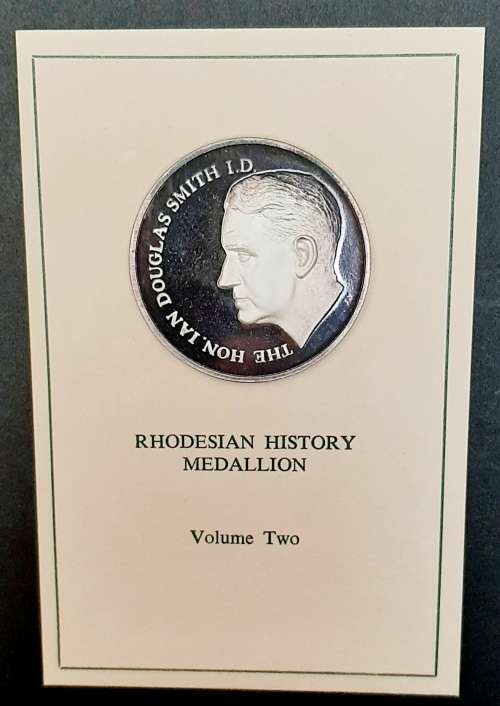 THE HON. IAN DOUGLAS SMITH I.D.
RHODESIAN HISTORY
MEDALLION
Volume Two